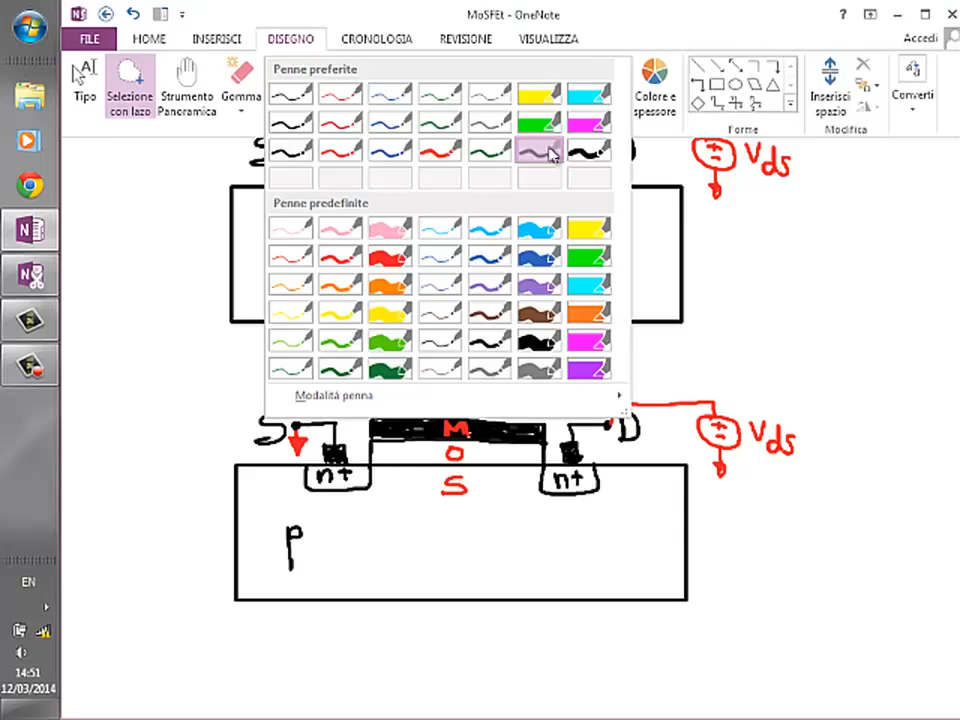 MoSFEt - OneNote
FILE HOME INSERISCI DISEGNO CRONOLOGIA REVISIONE VISUALIZZA Accedi
Tipo Selezione con lazo Strumento Panoramica Gomma Colore e spessore Forme Inserisci spazio Modifica Converti
Penne preferite
Penne predefinite
Modalità penna
Vds
S M D Vds
O
n+ S n+
P
EN
14:51
12/03/2014